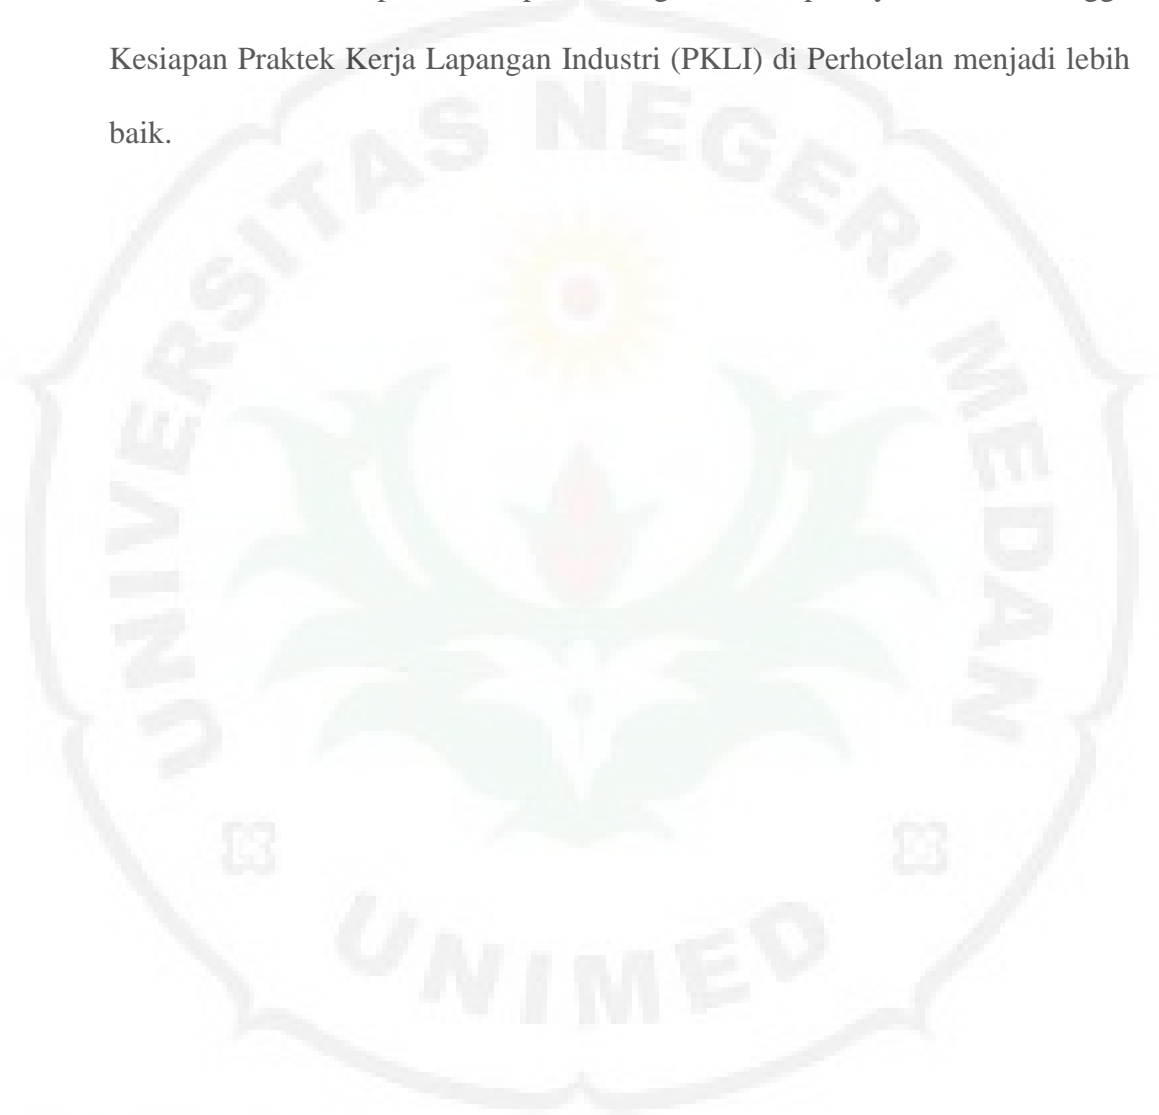 Kesiapan Praktek Kerja Lapangan Industri (PKLI) di Perhotelan menjadi lebih
baik.
UNIVERSITAS NEGERI MEDAN
UNIMED